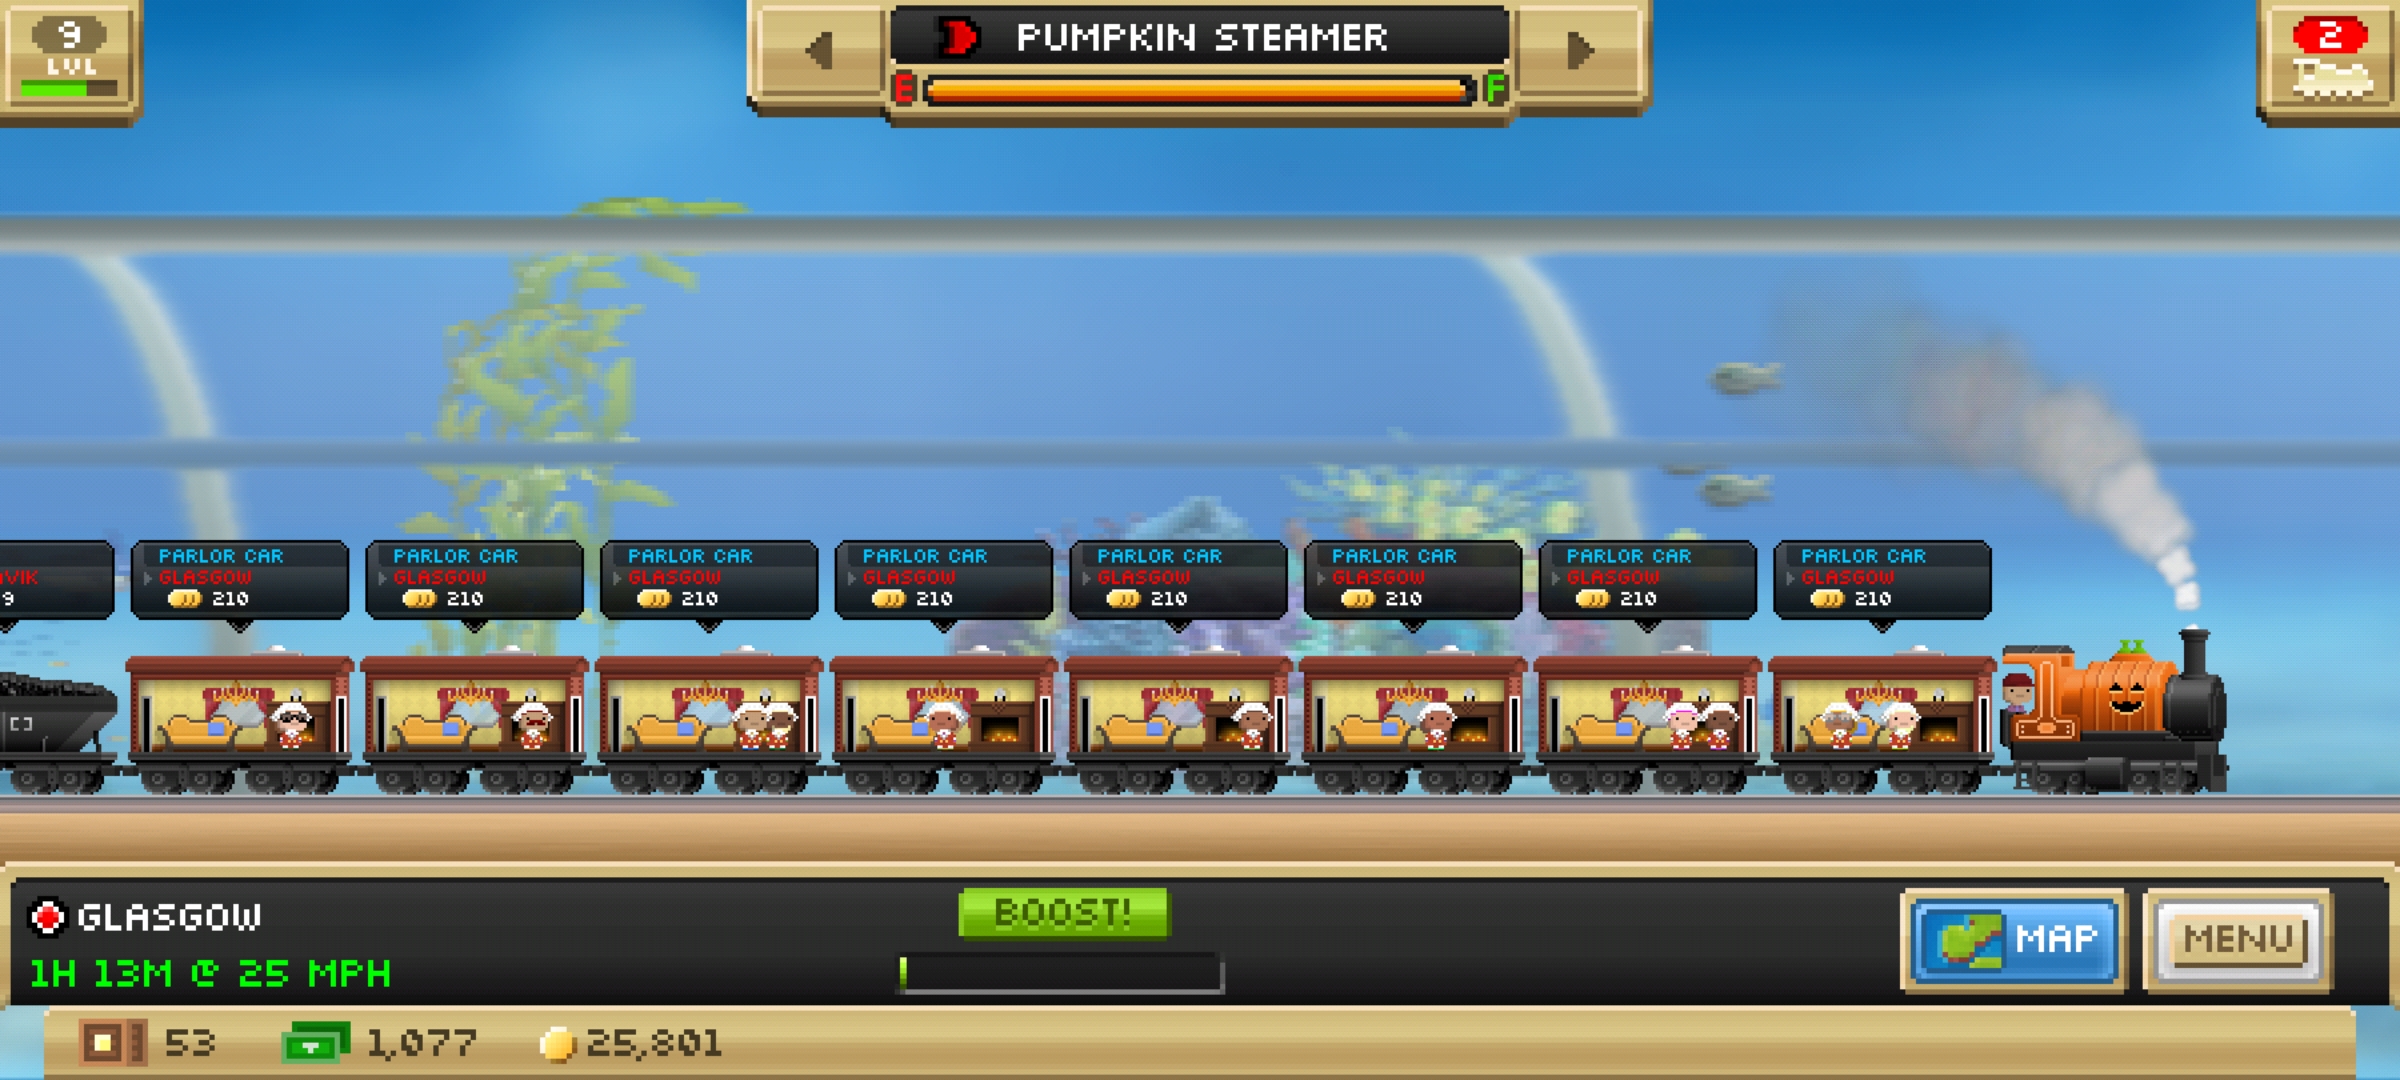 9
LVL
PUMPKIN STEAMER
E
F
2
PARLOR CAR
GLASGOW
210
PARLOR CAR
GLASGOW
210
PARLOR CAR
GLASGOW
210
PARLOR CAR
GLASGOW
210
PARLOR CAR
GLASGOW
210
PARLOR CAR
GLASGOW
210
PARLOR CAR
GLASGOW
210
PARLOR CAR
GLASGOW
210
GLASGOW
1H 13M @ 25 MPH
BOOST!
MAP
MENU
53
1,077
25,801